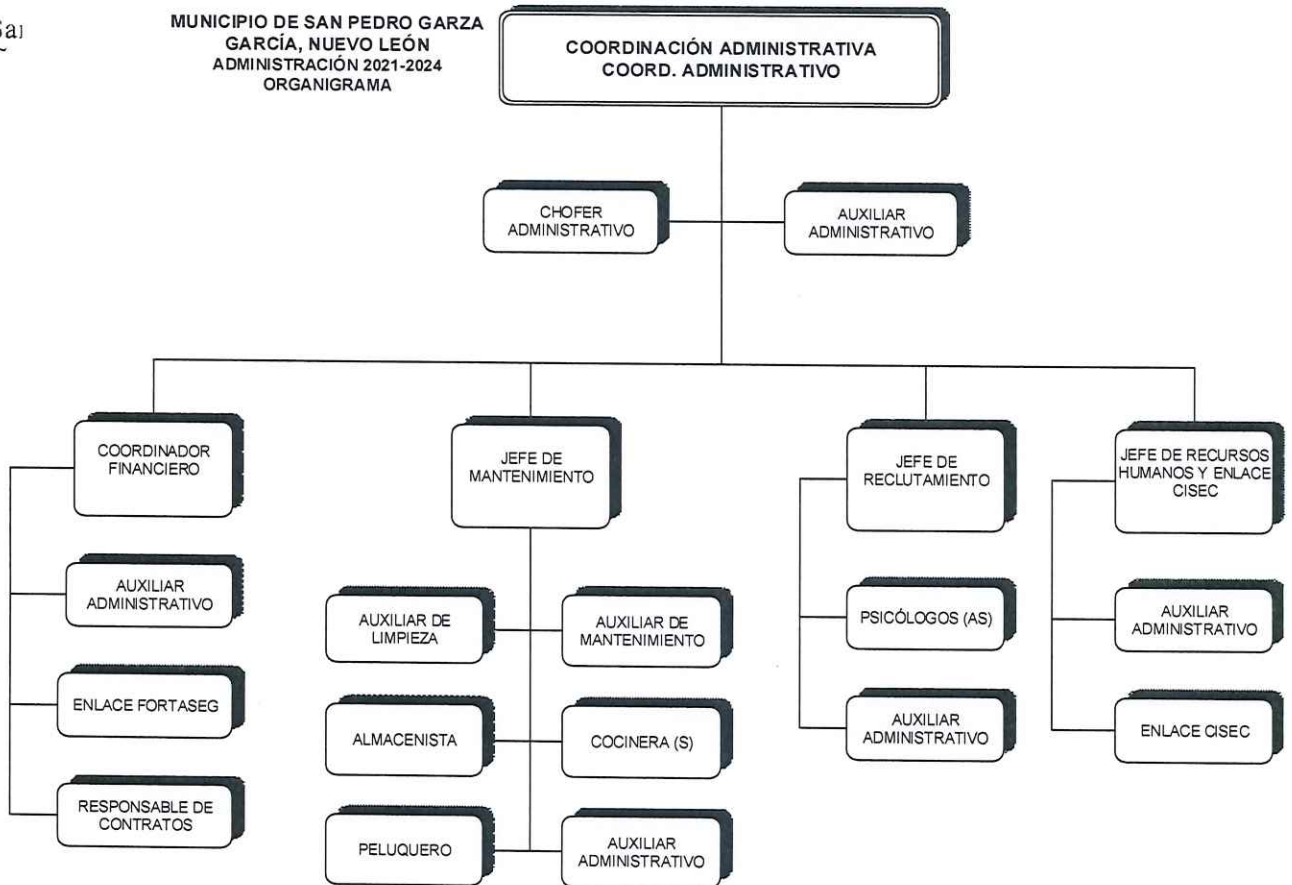 MUNICIPIO DE SAN PEDRO GARZA
GARCÍA, NUEVO LEÓN
ADMINISTRACIÓN 2021-2024
ORGANIGRAMA
COORDINACIÓN ADMINISTRATIVA
COORD. ADMINISTRATIVO
CHOFER
ADMINISTRATIVO
AUXILIAR
ADMINISTRATIVO
COORDINADOR
FINANCIERO
JEFE DE
MANTENIMIENTO
JEFE DE
RECLUTAMIENTO
JEFE DE RECURSOS
HUMANOS Y ENLACE
CISEC
AUXILIAR
ADMINISTRATIVO
AUXILIAR DE
LIMPIEZA
AUXILIAR DE
MANTENIMIENTO
PSICÓLOGOS (AS)
AUXILIAR
ADMINISTRATIVO
ENLACE FORTASEG
ALMACENISTA
COCINERA (S)
AUXILIAR
ADMINISTRATIVO
ENLACE CISEC
RESPONSABLE DE
CONTRATOS
PELUQUERO
AUXILIAR
ADMINISTRATIVO